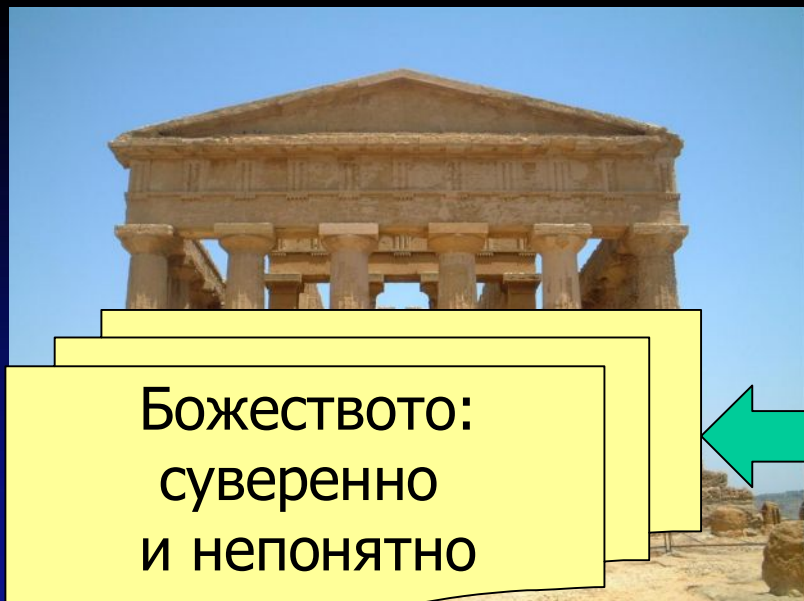 Божеството:
суверенно
и непонятно